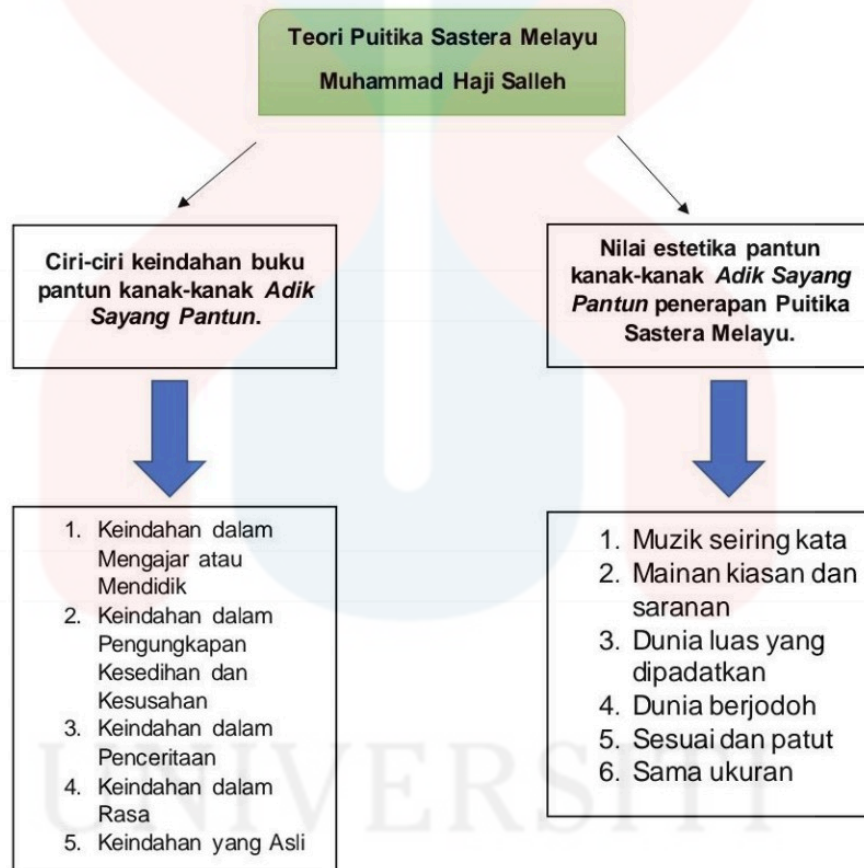 Teori Puitika Sastera Melayu
Muhammad Haji Salleh
Ciri-ciri keindahan buku
pantun kanak-kanak Adik
Sayang Pantun.
Nilai estetika pantun
kanak-kanak Adik Sayang
Pantun penerapan Puitika
Sastera Melayu.
1. Keindahan dalam
Mengajar atau
Mendidik
2. Keindahan dalam
Pengungkapan
Kesedihan dan
Kesusahan
3. Keindahan dalam
Penceritaan
4. Keindahan dalam
Rasa
5. Keindahan yang Asli
1. Muzik seiring kata
2. Mainan kiasan dan
saranan
3. Dunia luas yang
dipadatkan
4. Dunia berjodoh
5. Sesuai dan patut
6. Sama ukuran
UNIVERSITI